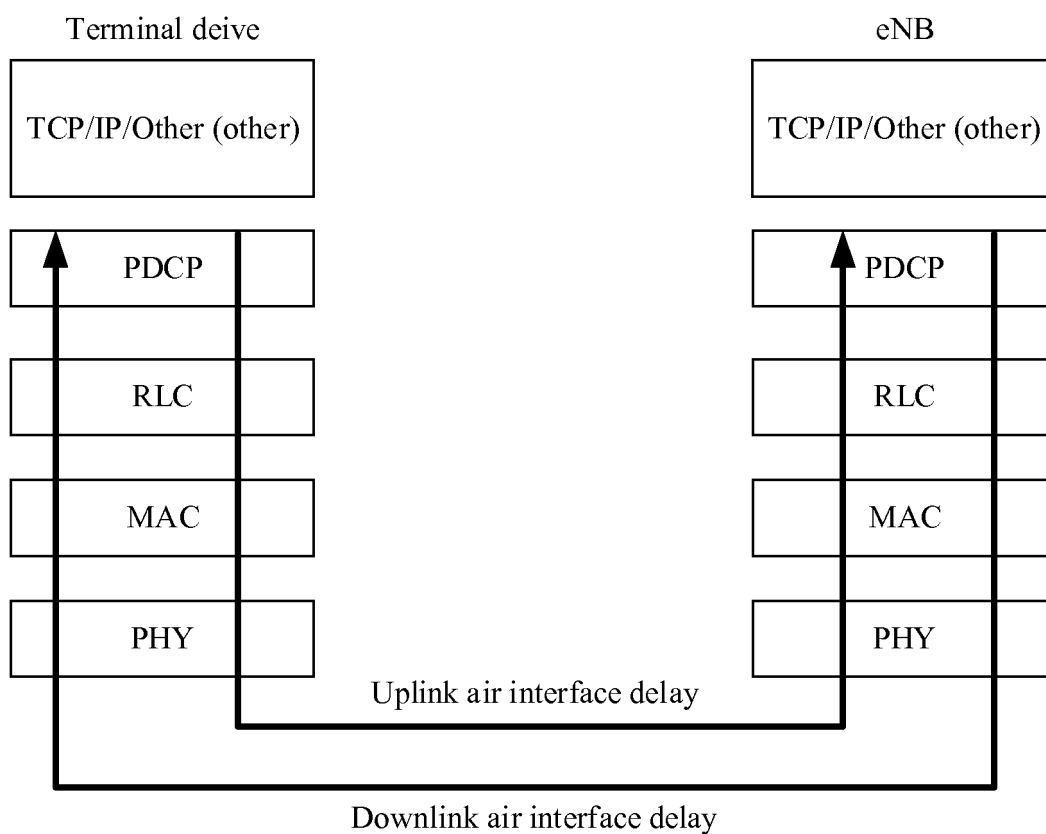 Terminal deive
eNB
TCP/IP/Other (other)
TCP/IP/Other (other)
PDCP
PDCP
RLC
RLC
MAC
MAC
PHY
PHY
Uplink air interface delay
Downlink air interface delay